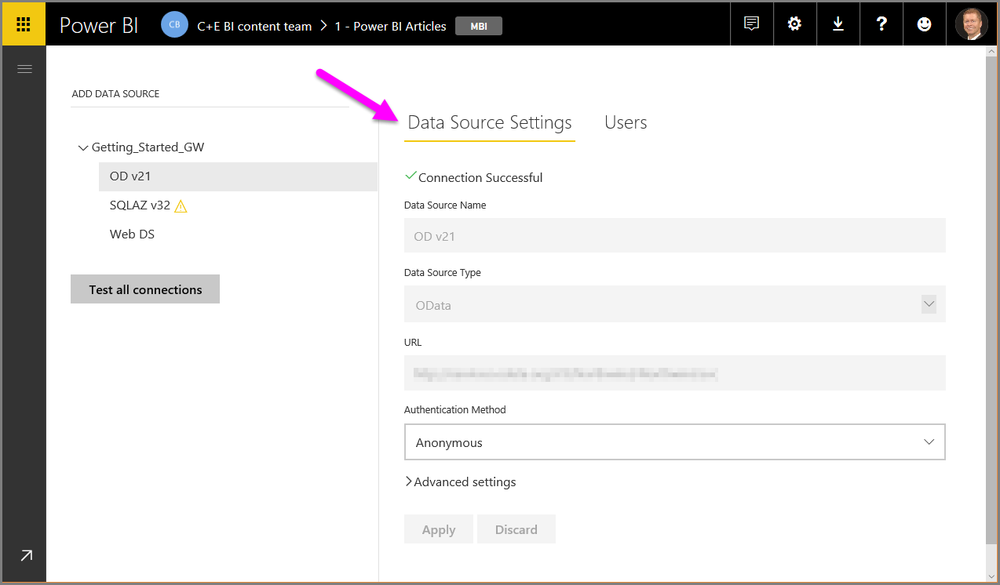 Power BI
CB
C+E BI content team > 1 - Power BI Articles
MBI
?
ADD DATA SOURCE
Getting_Started_GW
OD v21
SQLAZ v32
Web DS
Test all connections
Data Source Settings
Users
Connection Successful
Data Source Name
OD v21
Data Source Type
OData
URL
Authentication Method
Anonymous
Advanced settings
Apply
Discard